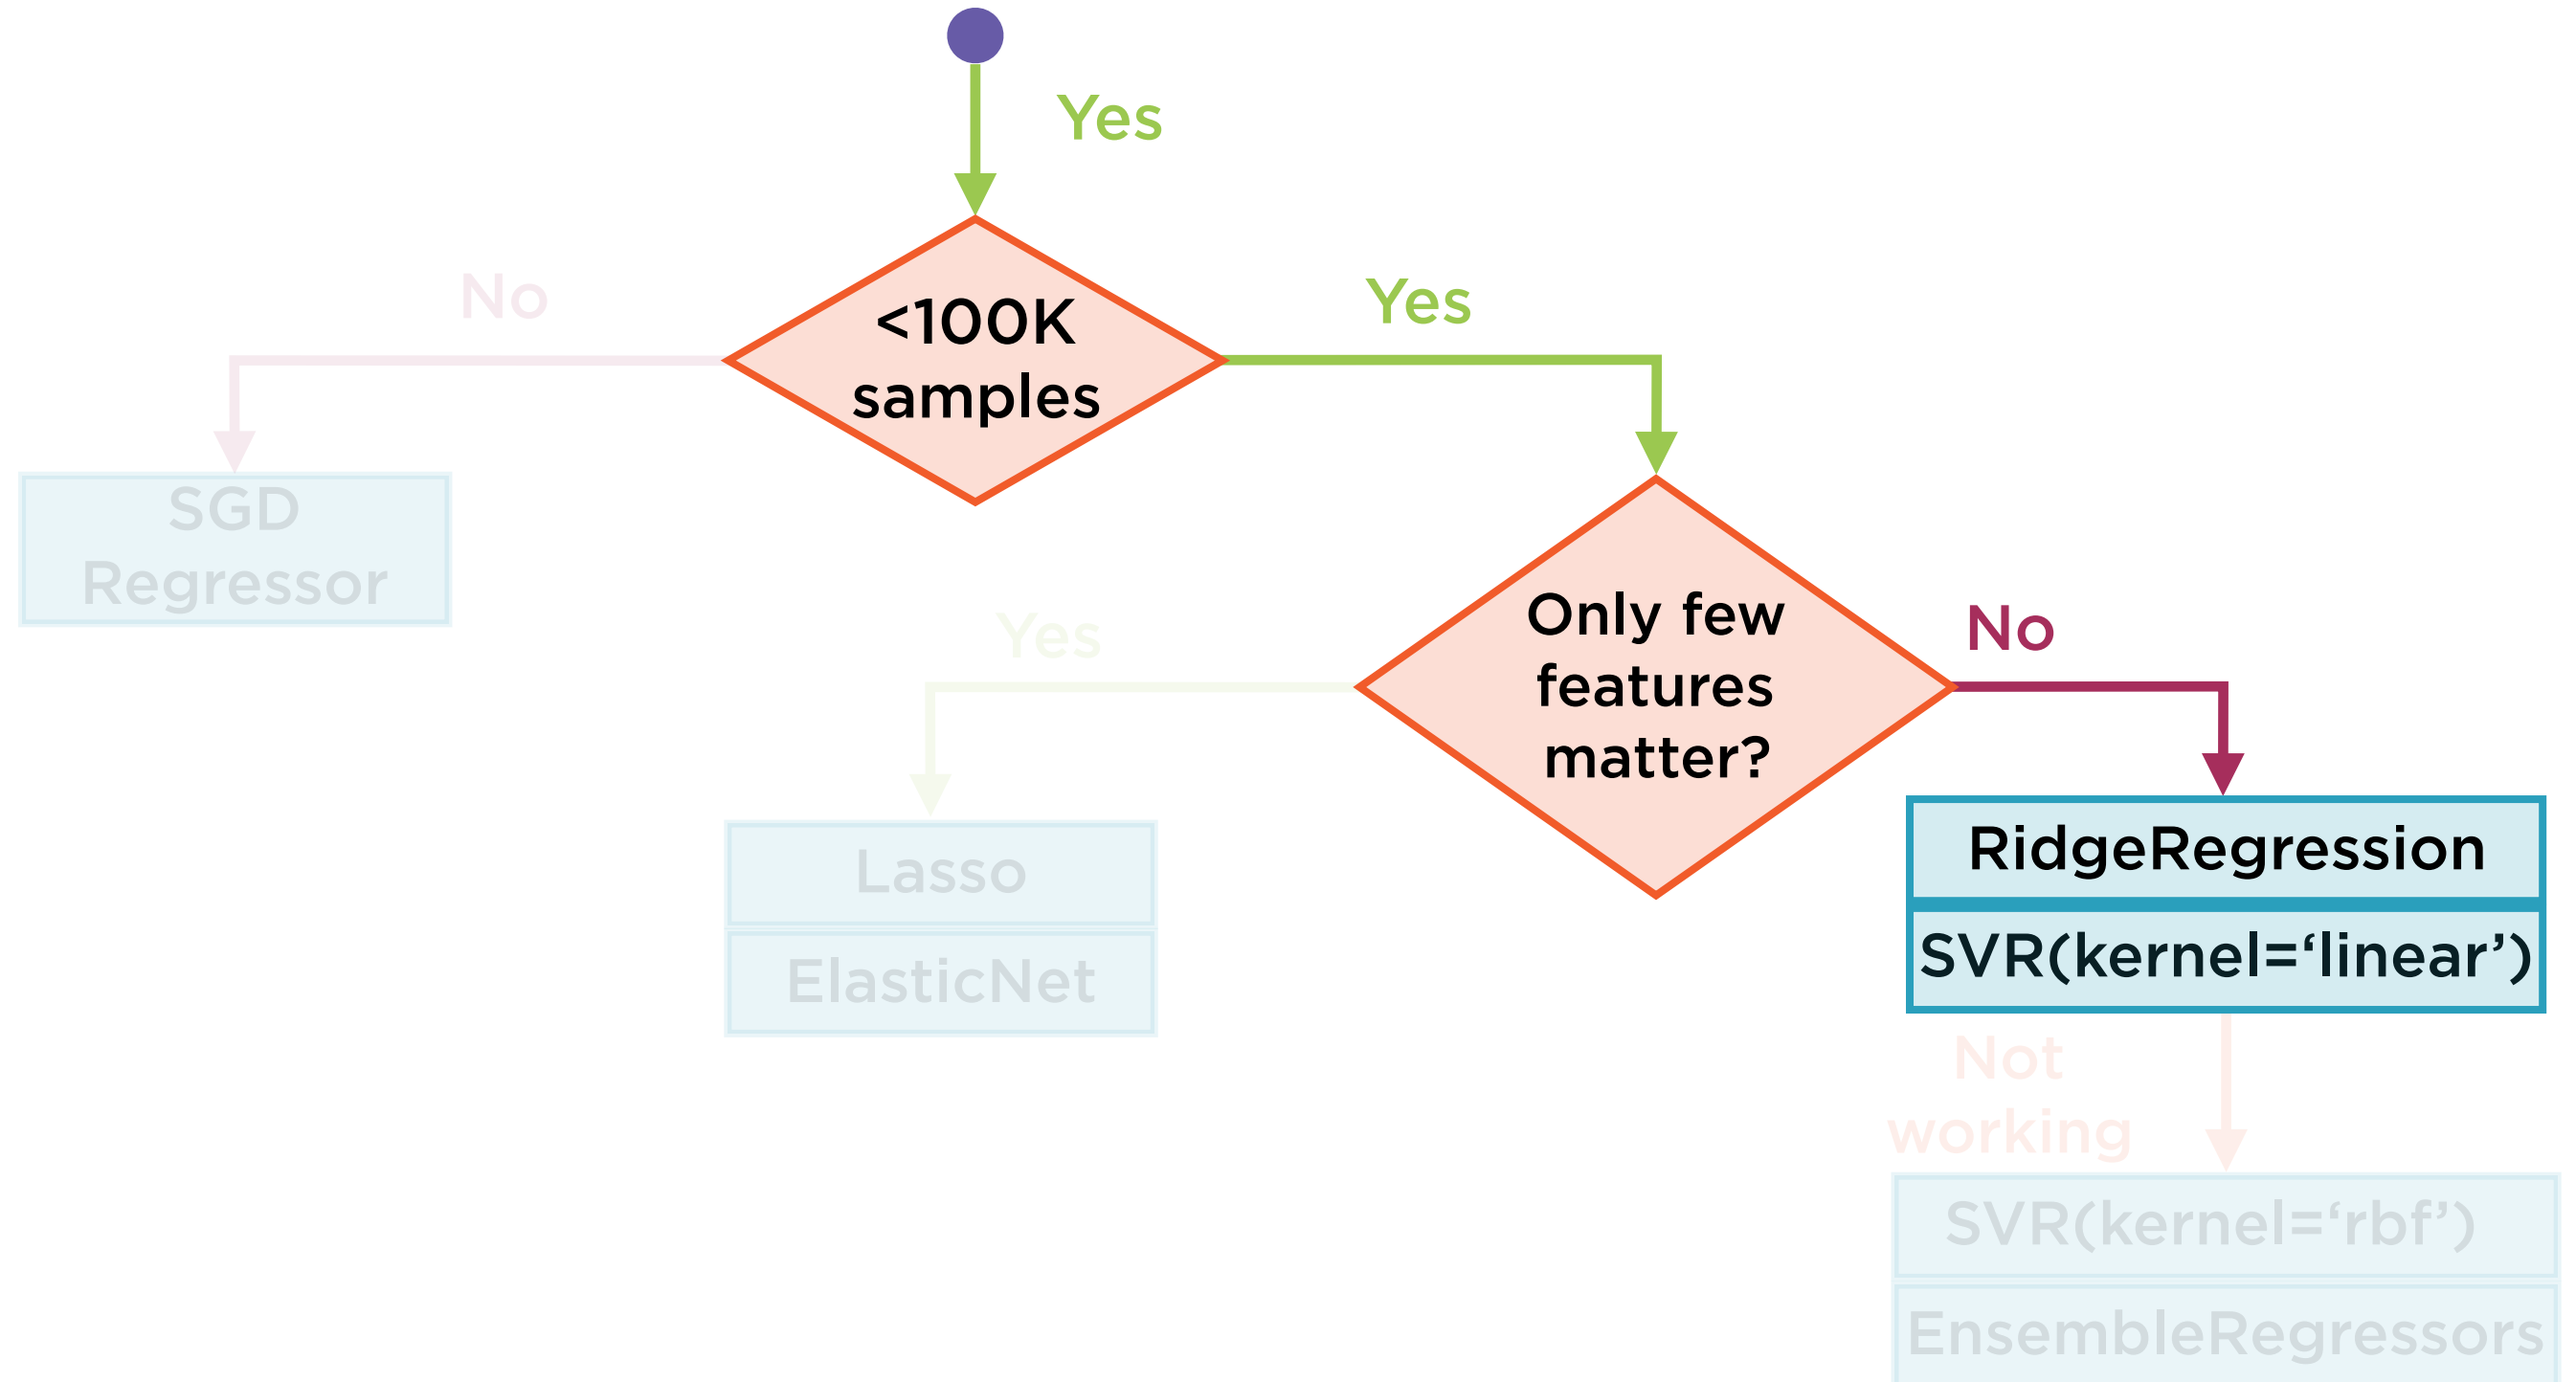 Yes
No
<100K
samples
Yes
SGD
Regressor
Yes
Only few
features
matter?
No
Lasso
ElasticNet
RidgeRegression
SVR(kernel=‘linear’)
Not
working
SVR(kernel=‘rbf’)
EnsembleRegressors